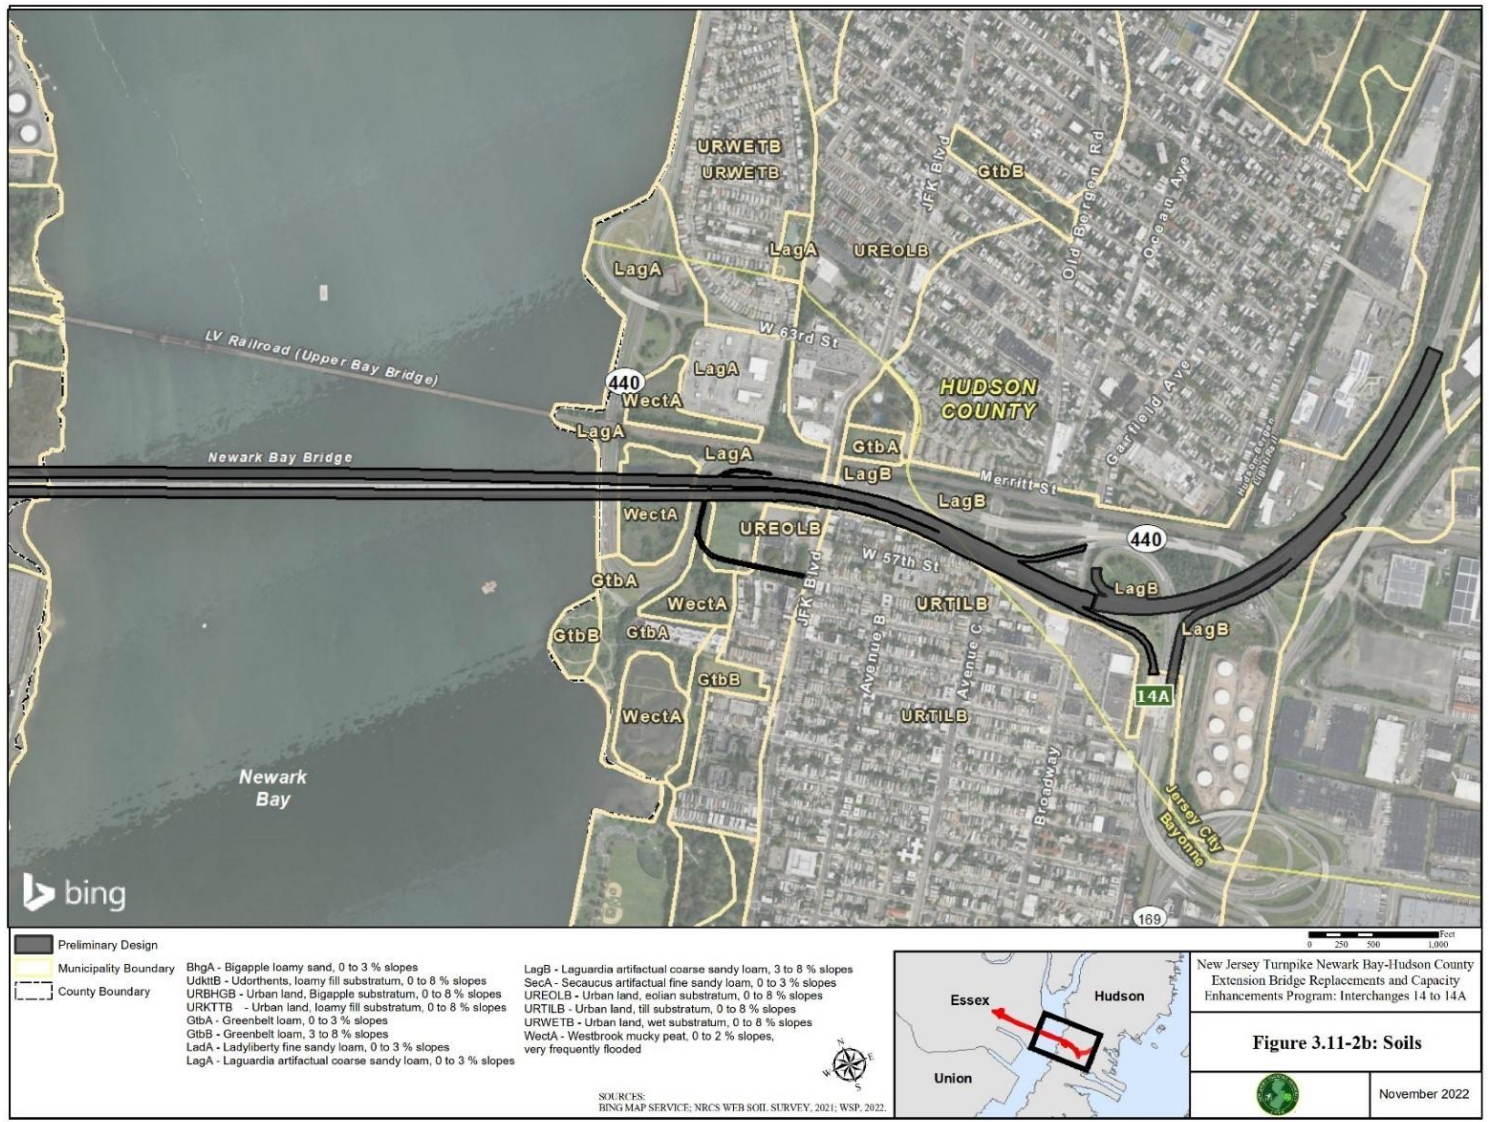 URWETB
URWETB
JFK Blvd
GtbB
Old Bergen Rd
Ocean Ave
LagA
UREOLB
LagA
LV Railroad (Upper Bay Bridge)
W 63rd St
LagA
440
WectA
HUDSON
COUNTY
Garfield Ave
LagA
Newark Bay Bridge
LagA
GtbA
LagB
Merritt St
Hudson-Bergen
Light Rail
LagB
WectA
UREOLB
440
W 57th St
JFK Blvd
GtbA
WectA
URTILB
LagB
LagB
GtbB
GtbA
Avenue B
Avenue C
GtbB
14A
WectA
URTILB
Newark
Bay
Broadway
Jersey City
Bayonne
bing
169
Preliminary Design
Municipality Boundary
County Boundary
BhgA - Bigapple loamy sand, 0 to 3 % slopes
UdkttB - Udorthents, loamy fill substratum, 0 to 8 % slopes
URBHGB - Urban land, Bigapple substratum, 0 to 8 % slopes
URKTTB - Urban land, loamy fill substratum, 0 to 8 % slopes
GtbA - Greenbelt loam, 0 to 3 % slopes
GtbB - Greenbelt loam, 3 to 8 % slopes
LadA - Ladyliberty fine sandy loam, 0 to 3 % slopes
LagA - Laguardia artifactual coarse sandy loam, 0 to 3 % slopes
LagB - Laguardia artifactual coarse sandy loam, 3 to 8 % slopes
SecA - Secaucus artifactual fine sandy loam, 0 to 3 % slopes
UREOLB - Urban land, eolian substratum, 0 to 8 % slopes
URTILB - Urban land, till substratum, 0 to 8 % slopes
URWETB - Urban land, wet substratum, 0 to 8 % slopes
WectA - Westbrook mucky peat, 0 to 2 % slopes,
very frequently flooded
N
E
S
W
SOURCES:
BING MAP SERVICE; NRCS WEB SOIL SURVEY, 2021; WSP, 2022.
Essex
Hudson
Union
Feet
0 250 500 1,000
New Jersey Turnpike Newark Bay-Hudson County
Extension Bridge Replacements and Capacity
Enhancements Program: Interchanges 14 to 14A
Figure 3.11-2b: Soils
November 2022